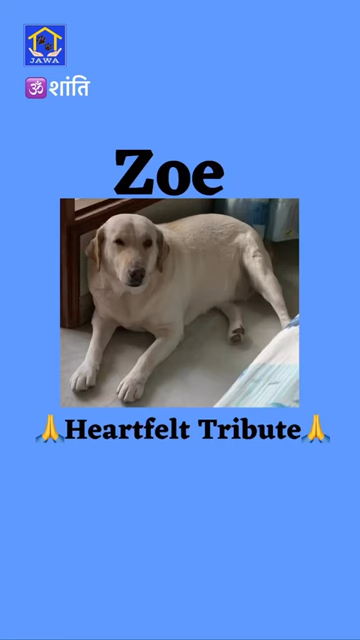 JAWA
🕉️शांति
Zoe
🙏Heartfelt Tribute🙏